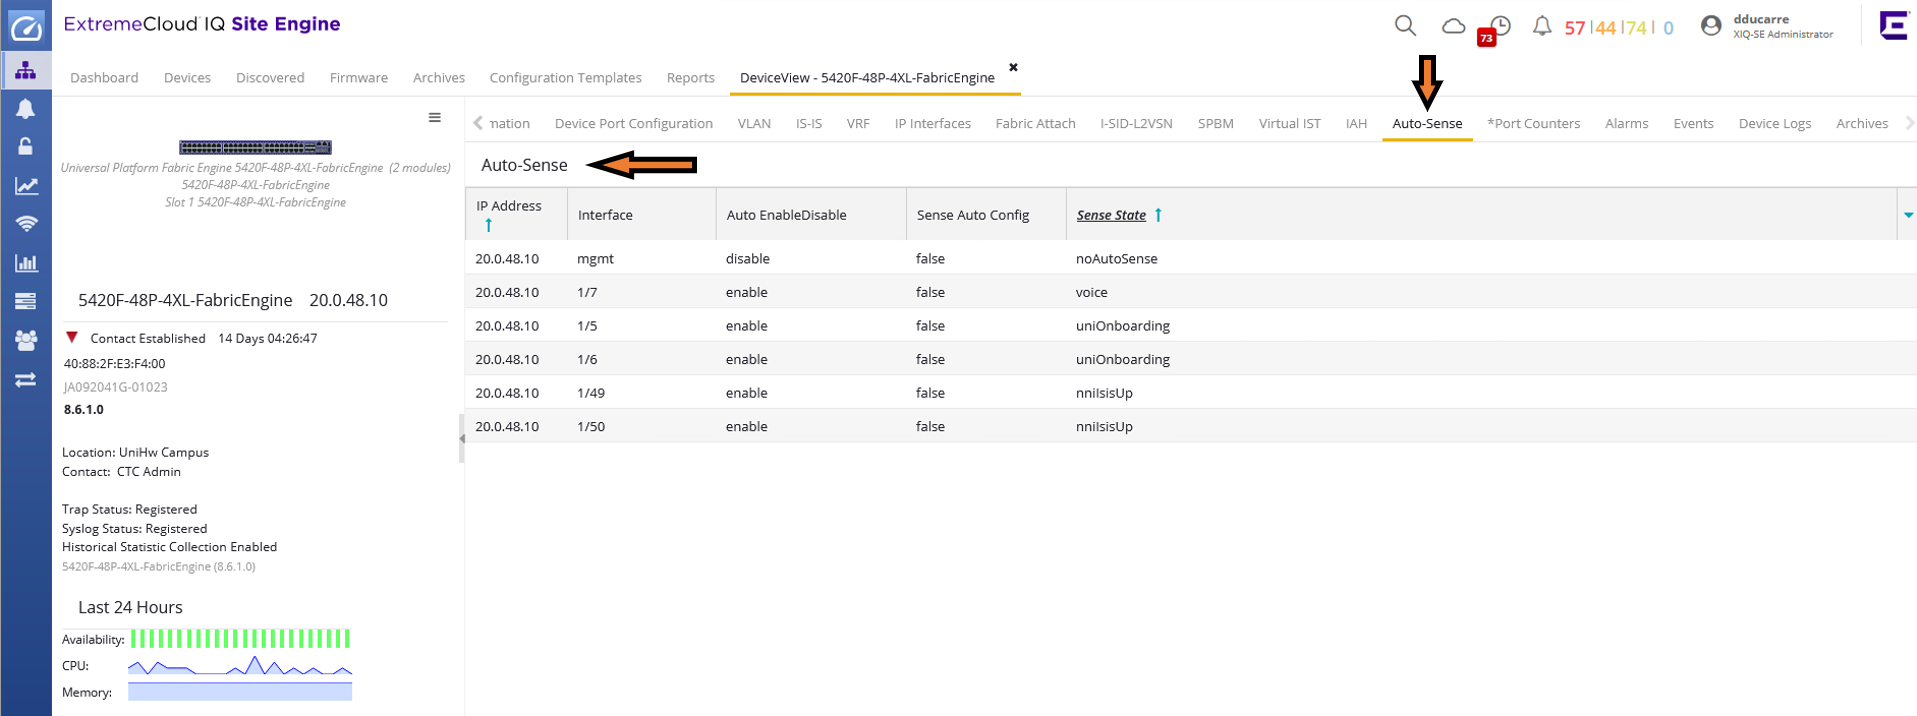 ExtremeCloud IQ Site Engine
73
57 | 44 | 74 | 0
dducarre
XIQ-SE Administrator
Dashboard Devices Discovered Firmware Archives Configuration Templates Reports DeviceView - 5420F-48P-4XL-FabricEngine
mation Device Port Configuration VLAN IS-IS VRF IP Interfaces Fabric Attach I-SID-L2VSN SPBM Virtual IST IAH Auto-Sense *Port Counters Alarms Events Device Logs Archives
Universal Platform Fabric Engine 5420F-48P-4XL-FabricEngine (2 modules)
5420F-48P-4XL-FabricEngine
Slot 1 5420F-48P-4XL-FabricEngine
5420F-48P-4XL-FabricEngine 20.0.48.10
Contact Established 14 Days 04:26:47
40:88:2F:E3:F4:00
JA092041G-01023
8.6.1.0
Location: UniHw Campus
Contact: CTC Admin
Trap Status: Registered
Syslog Status: Registered
Historical Statistic Collection Enabled
5420F-48P-4XL-FabricEngine (8.6.1.0)
Last 24 Hours
Availability:
CPU:
Memory:
Auto-Sense
IP Address Interface Auto EnableDisable Sense Auto Config Sense State
20.0.48.10 mgmt disable false noAutoSense
20.0.48.10 1/7 enable false voice
20.0.48.10 1/5 enable false uniOnboarding
20.0.48.10 1/6 enable false uniOnboarding
20.0.48.10 1/49 enable false nniIsisUp
20.0.48.10 1/50 enable false nniIsisUp